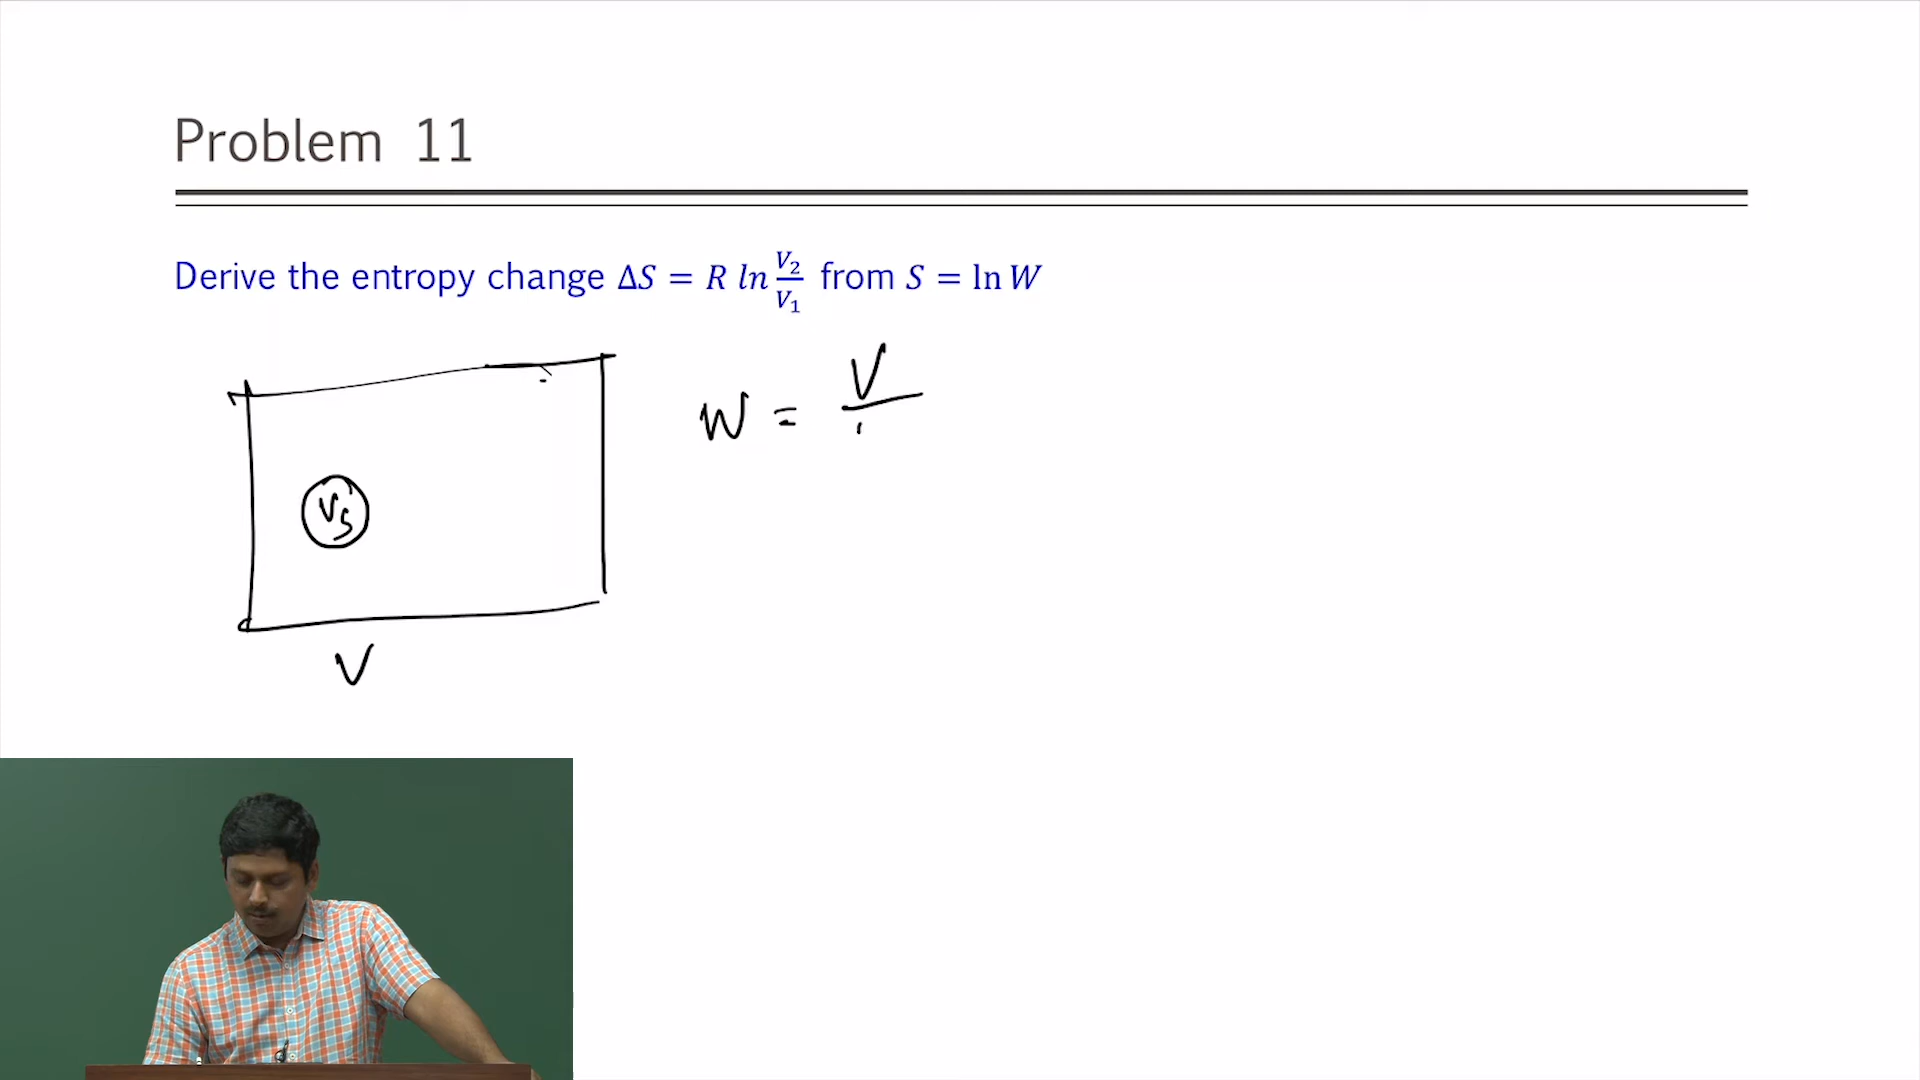 Problem 11
Derive the entropy change ΔS = R ln V₂/V₁ from S = ln W
W = V
Vs
V